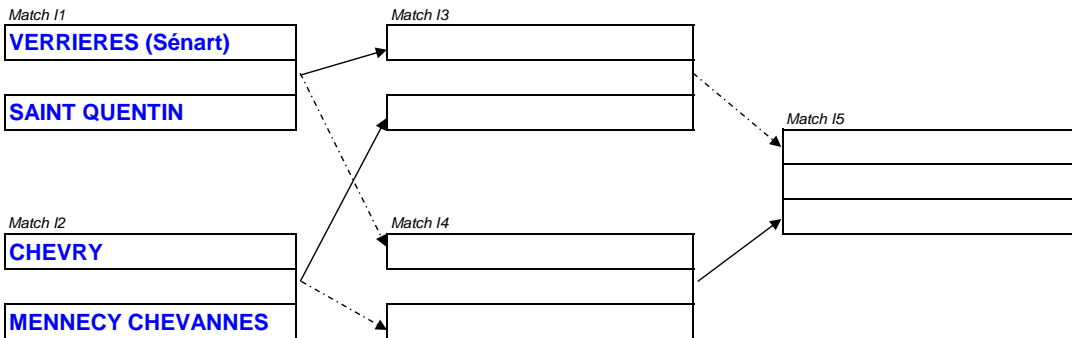 Match I1
VERRIERES (Sénart)
SAINT QUENTIN
Match I2
CHEVRY
MENNECY CHEVANNES
Match I3
Match I4
Match I5